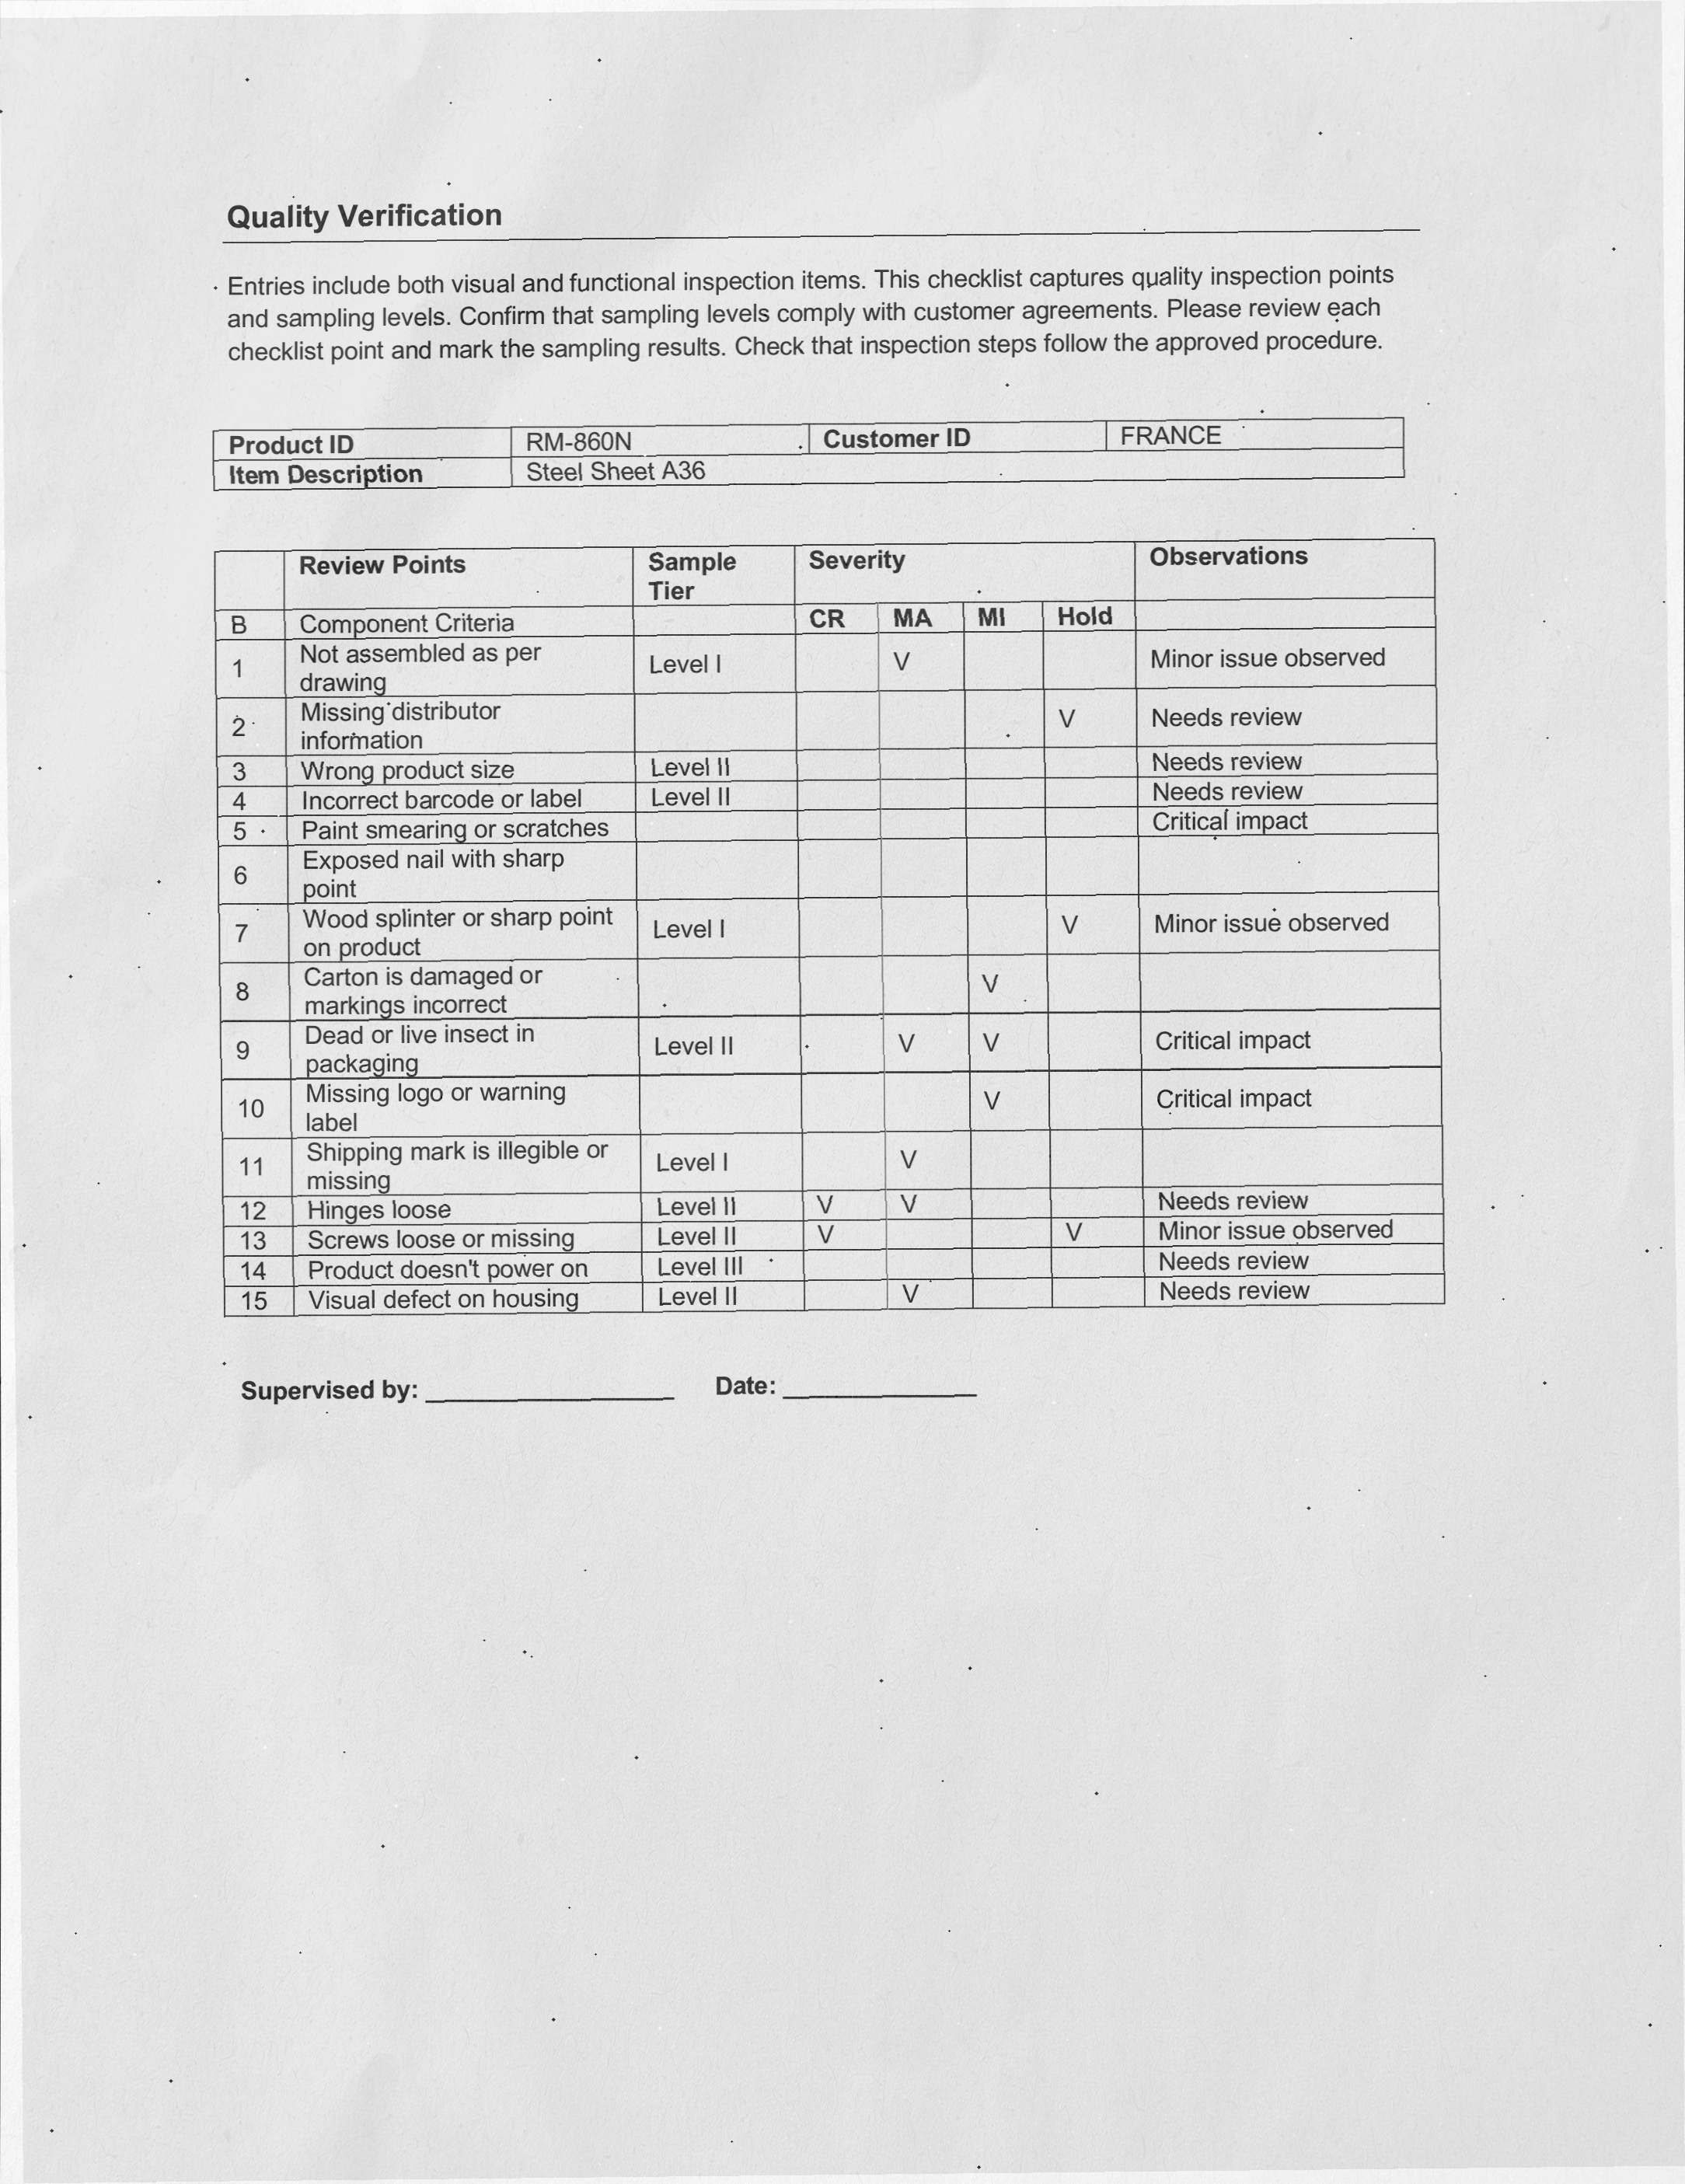 Quality Verification
Entries include both visual and functional inspection items. This checklist captures quality inspection points
and sampling levels. Confirm that sampling levels comply with customer agreements. Please review each
checklist point and mark the sampling results. Check that inspection steps follow the approved procedure.
Product ID RM-860N Customer ID FRANCE
Item Description Steel Sheet A36
Review Points Sample Tier Severity Observations
B Component Criteria CR MA MI Hold
1 Not assembled as per drawing Level I V Minor issue observed
2 Missing distributor information V Needs review
3 Wrong product size Level II Needs review
4 Incorrect barcode or label Level II Needs review
5 Paint smearing or scratches Critical impact
6 Exposed nail with sharp point
7 Wood splinter or sharp point on product Level I V Minor issue observed
8 Carton is damaged or markings incorrect V
9 Dead or live insect in packaging Level II V V Critical impact
10 Missing logo or warning label V Critical impact
11 Shipping mark is illegible or missing Level I V
12 Hinges loose Level II V V Needs review
13 Screws loose or missing Level II V V Minor issue observed
14 Product doesn't power on Level III Needs review
15 Visual defect on housing Level II V Needs review
Supervised by: Date: